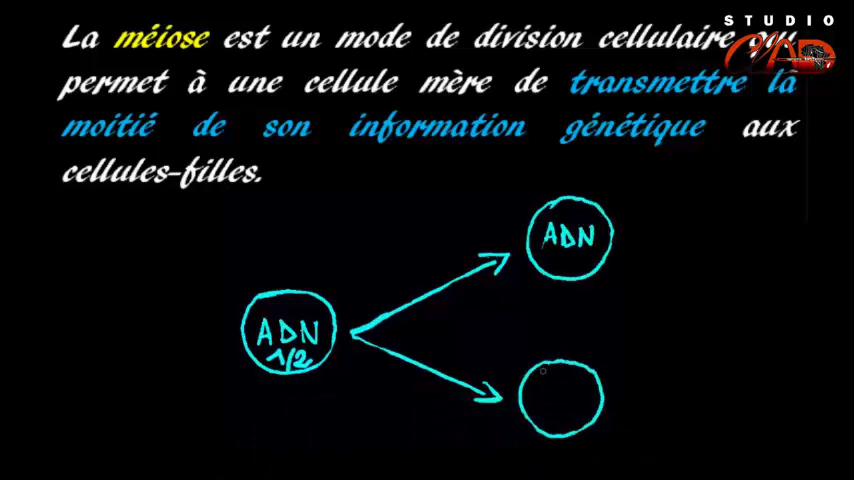 STUDIO
La méiose est un mode de division cellulaire qui
permet à une cellule mère de transmettre la
moitié de son information génétique aux
cellules-filles.
ADN
ADN
1/2